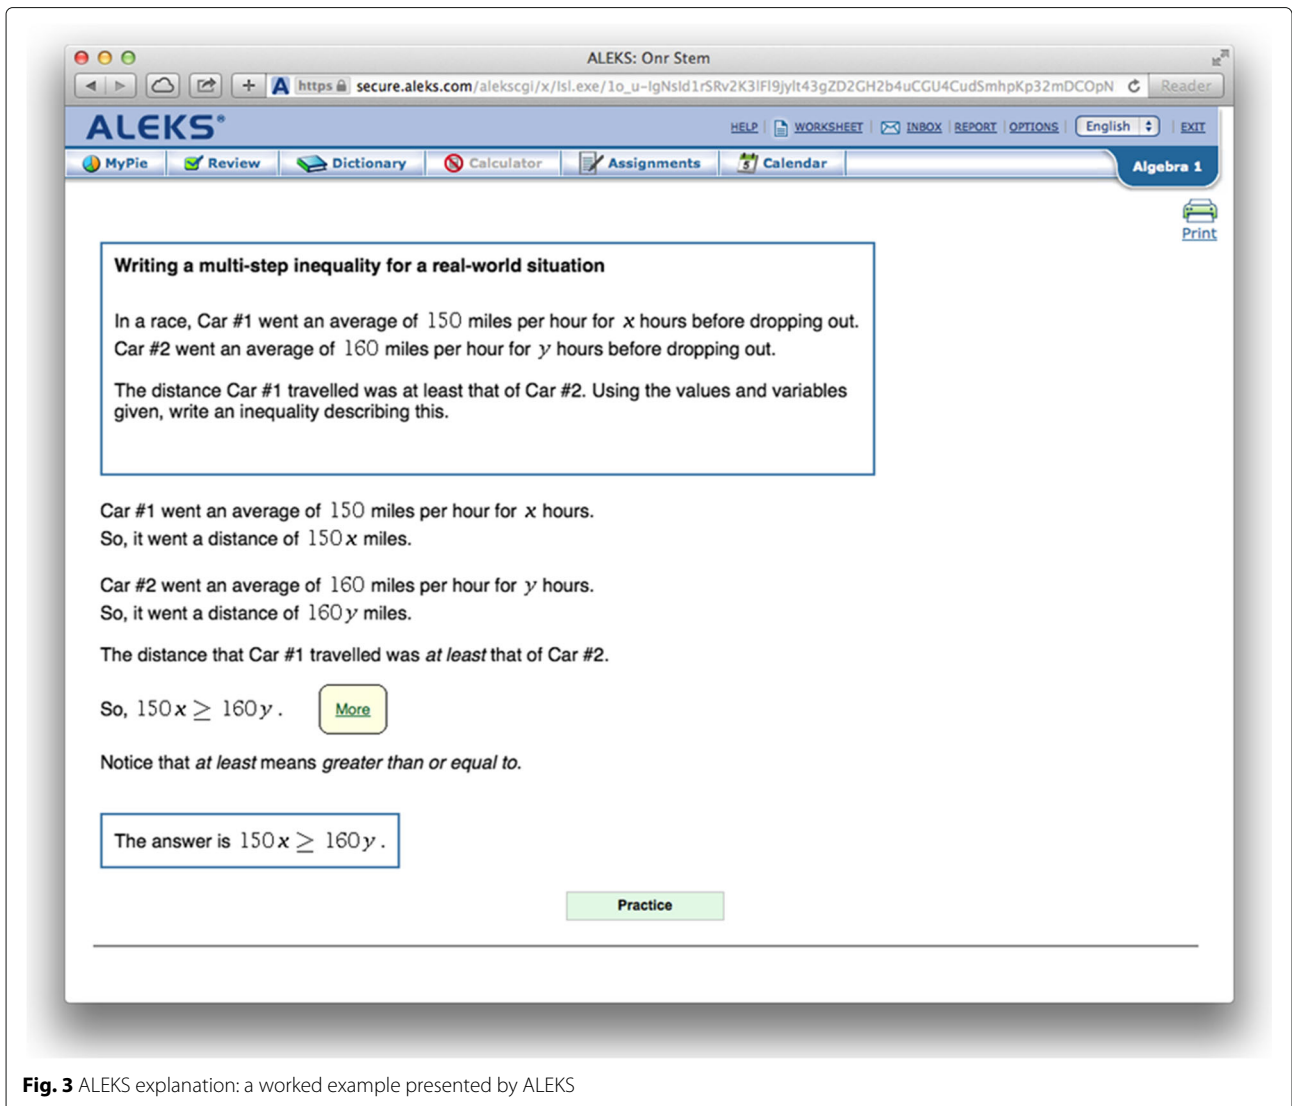 ALEKS: Onr Stem
https secure.aleks.com/alekscgi/x/lsl.exe/1o_u-IgNsId1rSRv2K3lFl9jylt43gZD2GH2b4uCGU4CudSmhpKp32mDCOpN Reader
ALEKS®
HELP WORKSHEET INBOX REPORT OPTIONS English EXIT
MyPie Review Dictionary Calculator Assignments 5 Calendar Algebra 1
Print
Writing a multi-step inequality for a real-world situation
In a race, Car #1 went an average of 150 miles per hour for x hours before dropping out.
Car #2 went an average of 160 miles per hour for y hours before dropping out.
The distance Car #1 travelled was at least that of Car #2. Using the values and variables
given, write an inequality describing this.
Car #1 went an average of 150 miles per hour for x hours.
So, it went a distance of 150x miles.
Car #2 went an average of 160 miles per hour for y hours.
So, it went a distance of 160y miles.
The distance that Car #1 travelled was at least that of Car #2.
So, 150x ≥ 160y. More
Notice that at least means greater than or equal to.
The answer is 150x ≥ 160y.
Practice
Fig. 3 ALEKS explanation: a worked example presented by ALEKS